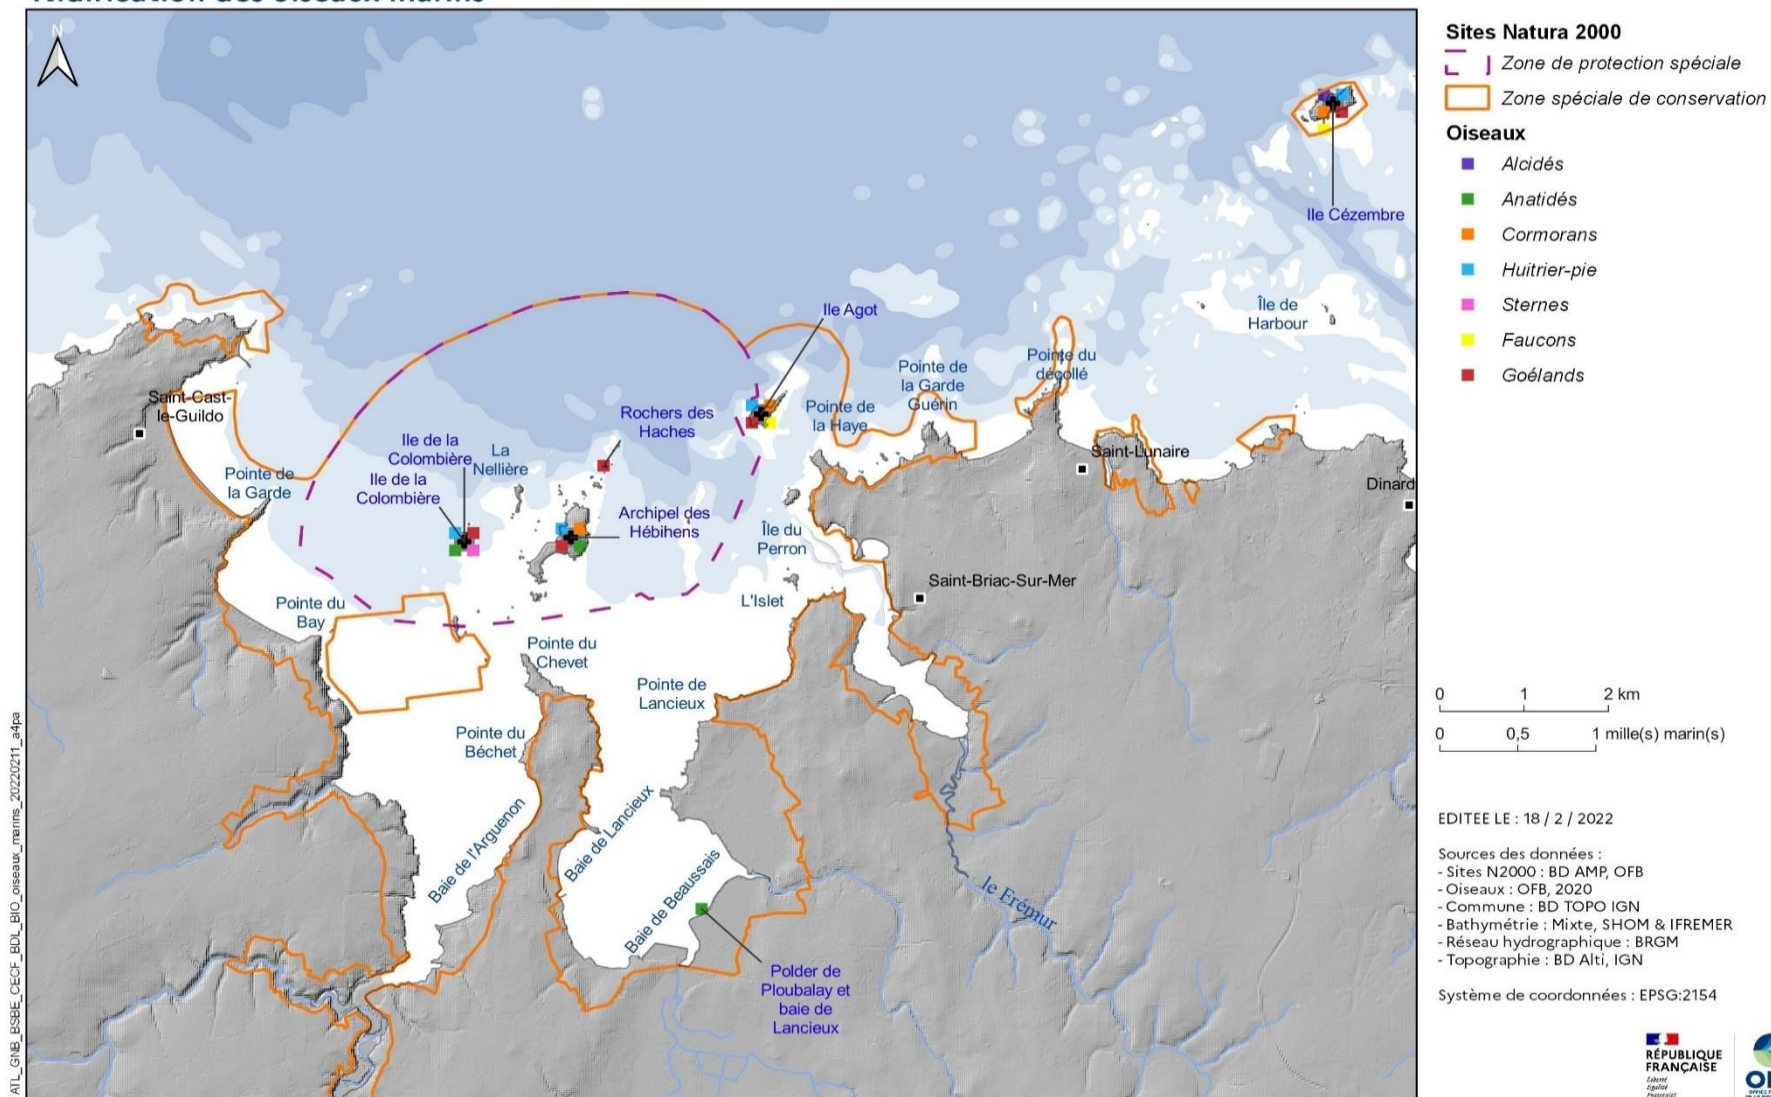 Nidification des oiseaux marins
N
Ile Cézembre
Île de
Harbour
Ile Agot
Pointe du
décollé
Pointe de
la Garde
Guérin
Pointe de
la Haye
Saint-Cast-
le-Guildo
Rochers des
Haches
Ile de la
Colombière
La
Nellière
Ile de la
Colombière
Pointe de
la Garde
Saint-Lunaire
Dinard
Archipel des
Hébihens
Île du
Perron
Saint-Briac-Sur-Mer
L'Islet
Pointe du
Bay
Pointe du
Chevet
Pointe de
Lancieux
Pointe du
Béchet
Baie de l'Arguenon
Baie de Lancieux
Baie de Beaussais
le Frémur
Polder de
Ploubalay et
baie de
Lancieux
ATL_GNB_BSBE_CECF_BDL_BIO_oiseaux_marins_20220211_a4pa
Sites Natura 2000
Zone de protection spéciale
Zone spéciale de conservation
Oiseaux
Alcidés
Anatidés
Cormorans
Huitrier-pie
Sternes
Faucons
Goélands
0 1 2 km
0 0,5 1 mille(s) marin(s)
EDITEE LE : 18 / 2 / 2022
Sources des données :
- Sites N2000 : BD AMP, OFB
- Oiseaux : OFB, 2020
- Commune : BD TOPO IGN
- Bathymétrie : Mixte, SHOM & IFREMER
- Réseau hydrographique : BRGM
- Topographie : BD Alti, IGN
Système de coordonnées : EPSG:2154
RÉPUBLIQUE
FRANÇAISE
Liberté
Égalité
Fraternité